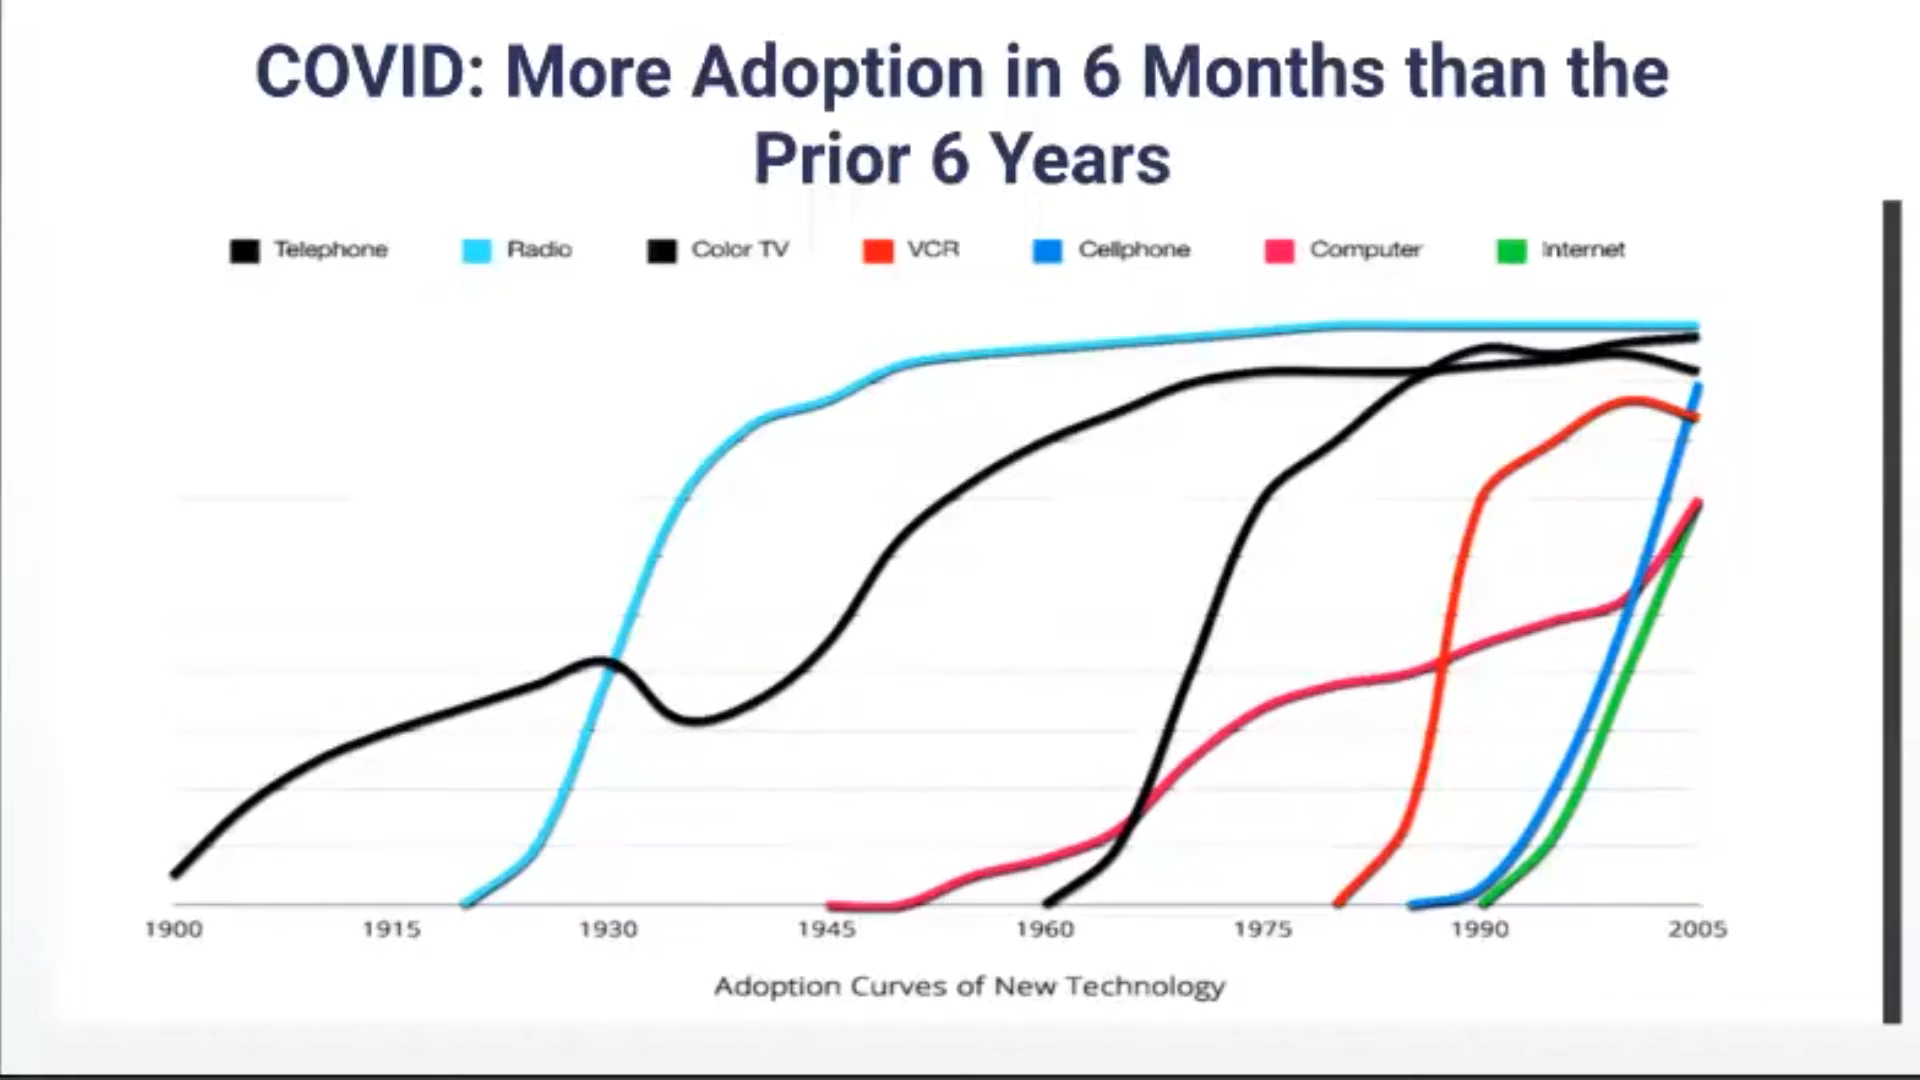 COVID: More Adoption in 6 Months than the
Prior 6 Years
Telephone Radio Color TV VCR Cellphone Computer Internet
1900 1915 1930 1945 1960 1975 1990 2005
Adoption Curves of New Technology